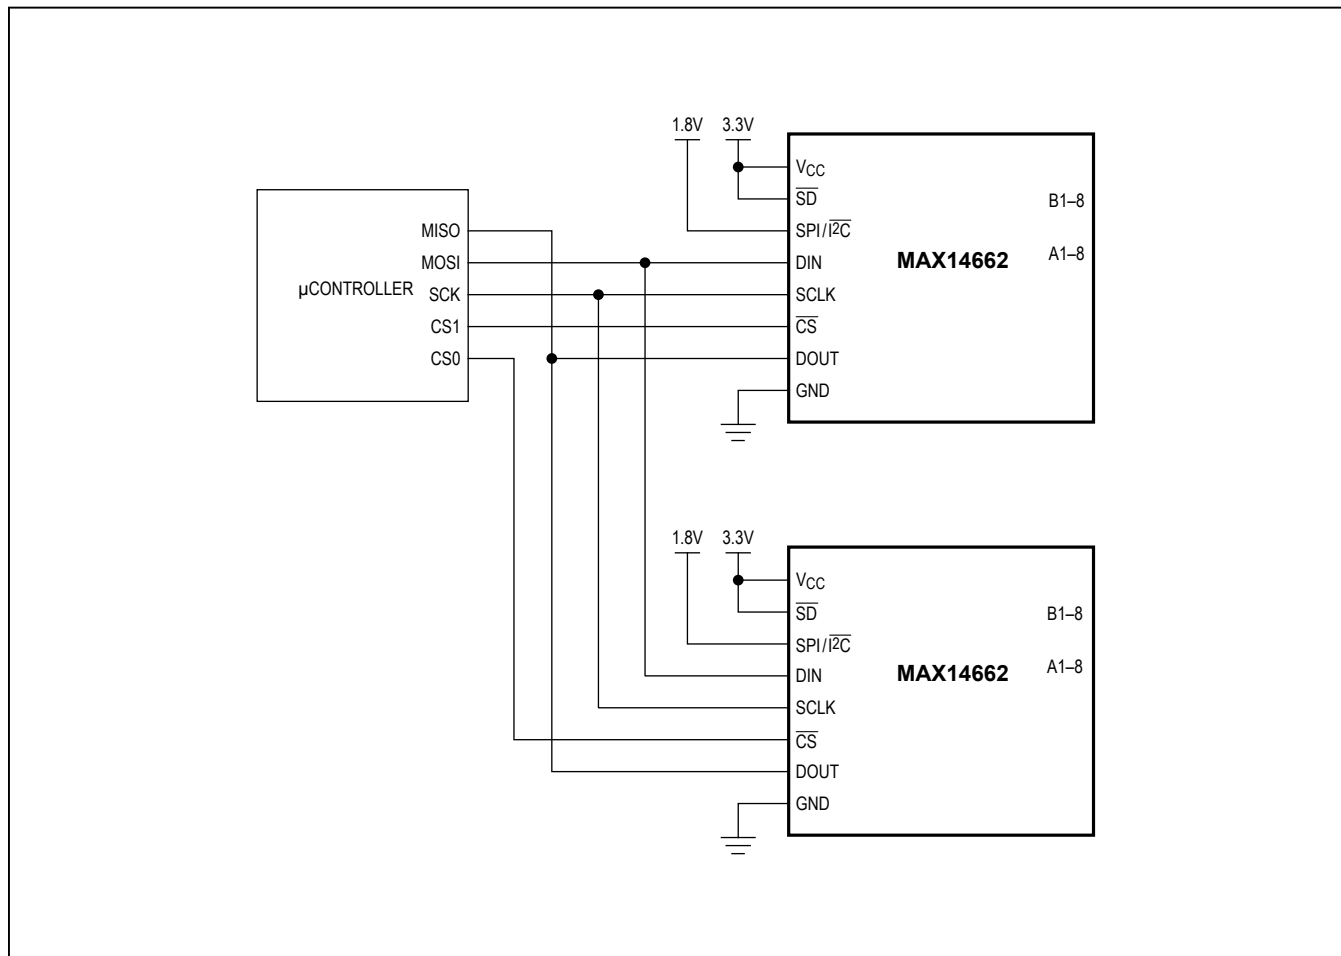 1.8V 3.3V
VCC
SD
SPI/I2C
DIN
SCLK
CS
DOUT
GND
MAX14662
B1–8
A1–8
µCONTROLLER
MISO
MOSI
SCK
CS1
CS0
1.8V 3.3V
VCC
SD
SPI/I2C
DIN
SCLK
CS
DOUT
GND
MAX14662
B1–8
A1–8